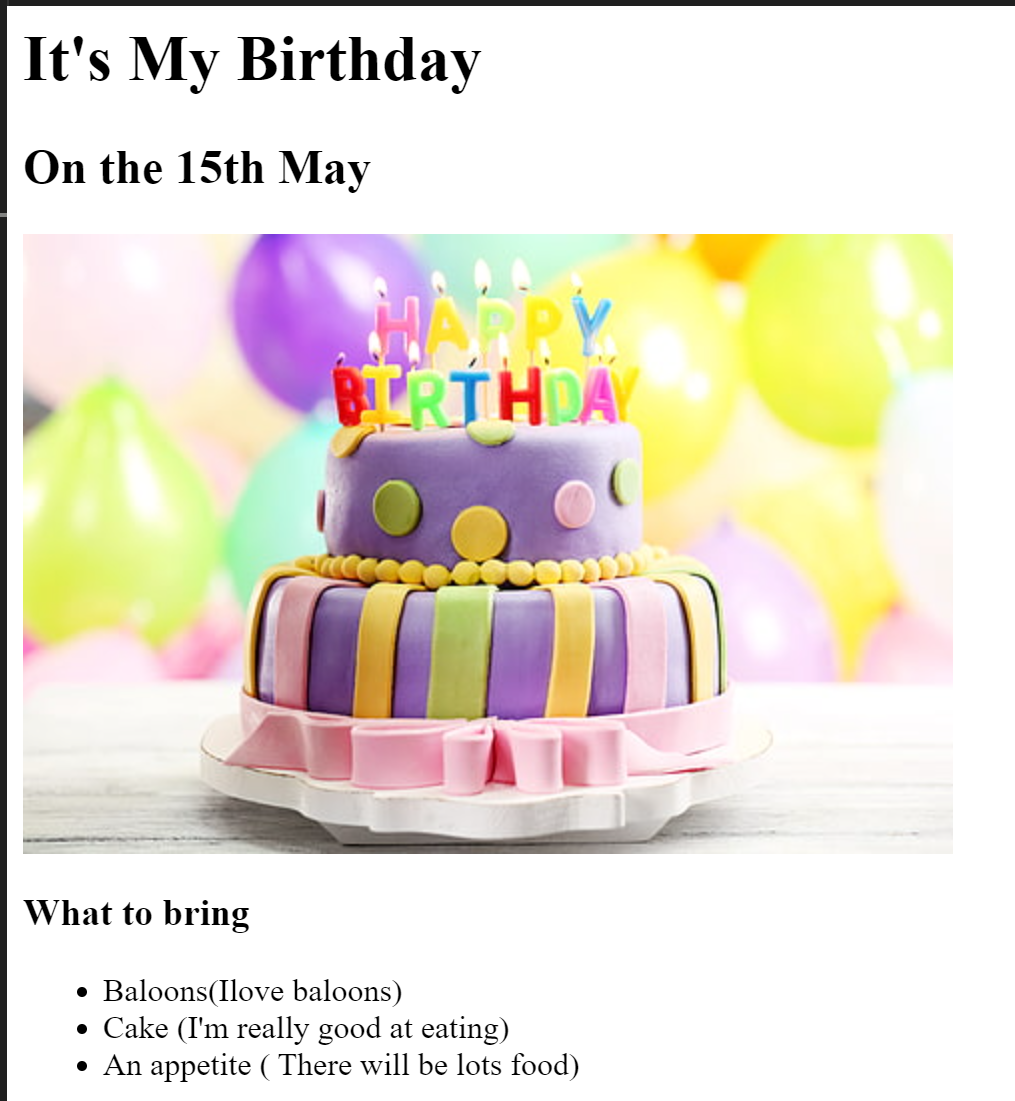 It's My Birthday
On the 15th May
HAPPY
BIRTHDAY
What to bring
Baloons(Ilove baloons)
Cake (I'm really good at eating)
An appetite ( There will be lots food)